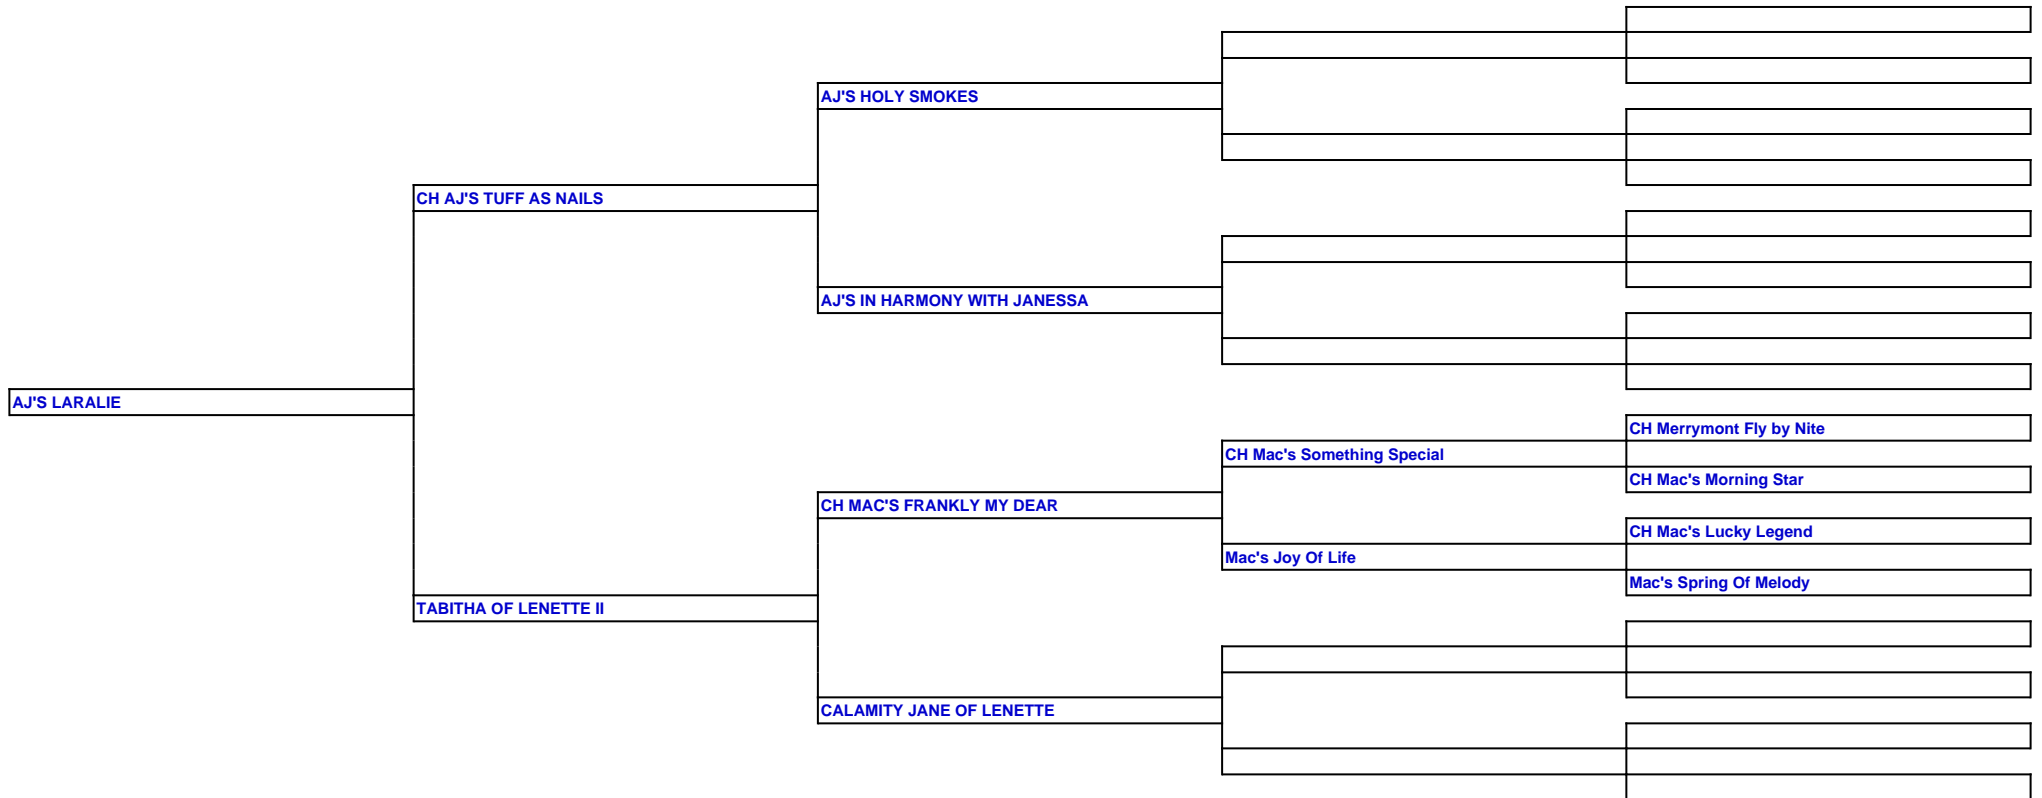 AJ'S HOLY SMOKES
CH AJ'S TUFF AS NAILS
AJ'S IN HARMONY WITH JANESSA
AJ'S LARALIE
CH Merrymont Fly by Nite
CH Mac's Something Special
CH Mac's Morning Star
CH MAC'S FRANKLY MY DEAR
CH Mac's Lucky Legend
Mac's Joy Of Life
Mac's Spring Of Melody
TABITHA OF LENETTE II
CALAMITY JANE OF LENETTE